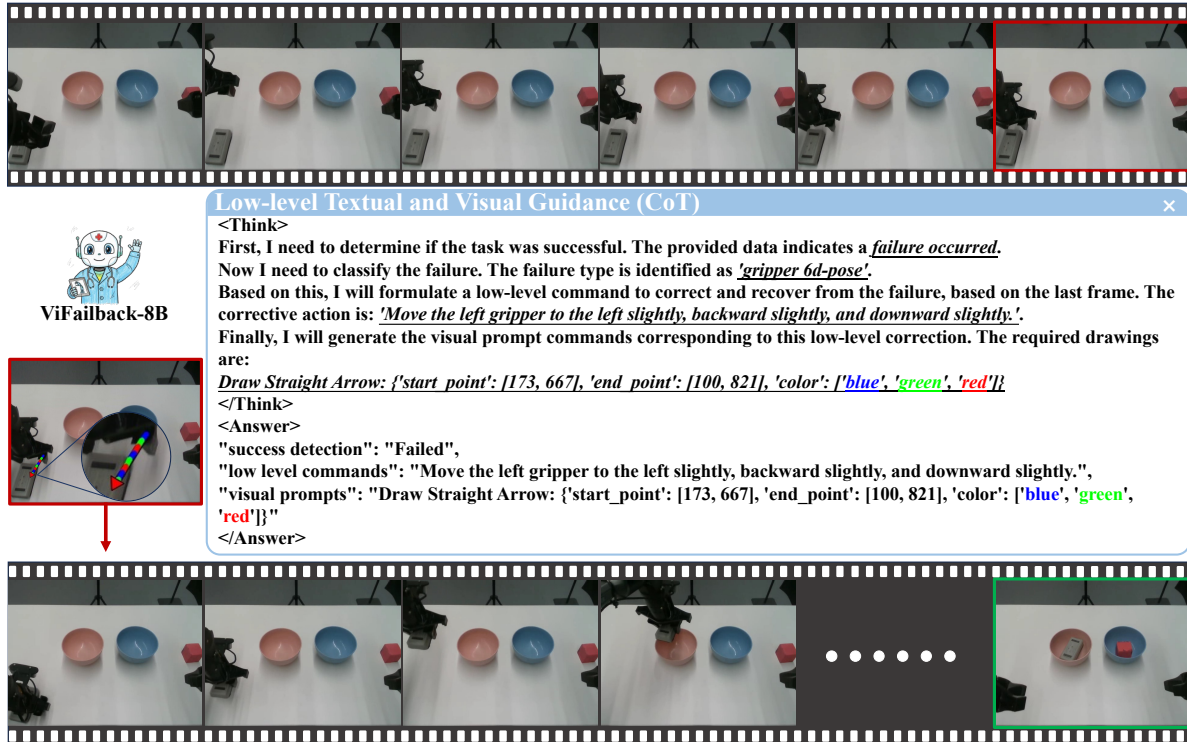 Low-level Textual and Visual Guidance (CoT)
×
<Think>
First, I need to determine if the task was successful. The provided data indicates a failure occurred.
Now I need to classify the failure. The failure type is identified as 'gripper 6d-pose'.
Based on this, I will formulate a low-level command to correct and recover from the failure, based on the last frame. The
corrective action is: 'Move the left gripper to the left slightly, backward slightly, and downward slightly.'.
Finally, I will generate the visual prompt commands corresponding to this low-level correction. The required drawings
are:
Draw Straight Arrow: {'start_point': [173, 667], 'end_point': [100, 821], 'color': ['blue', 'green', 'red']}
</Think>
<Answer>
"success detection": "Failed",
"low level commands": "Move the left gripper to the left slightly, backward slightly, and downward slightly.",
"visual prompts": "Draw Straight Arrow: {'start_point': [173, 667], 'end_point': [100, 821], 'color': ['blue', 'green',
'red']}"
</Answer>
ViFailback-8B